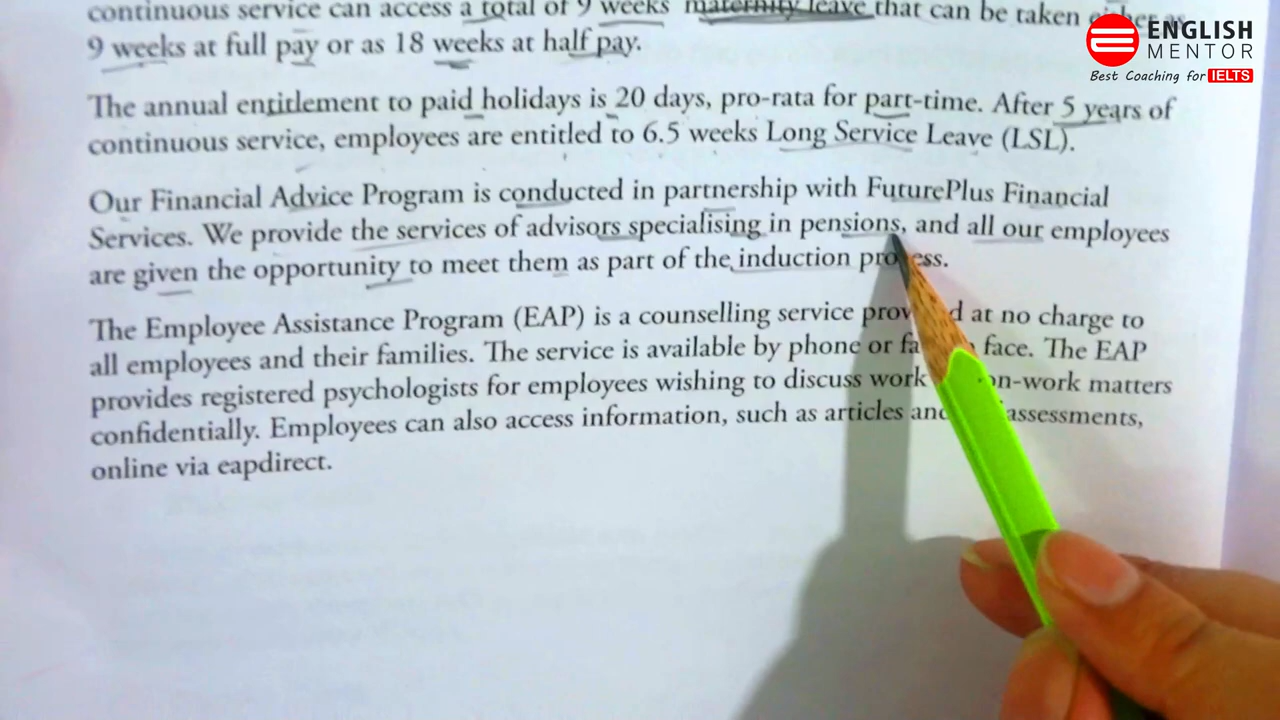 continuous service can access a total of 9 weeks maternity leave that can be taken either as
9 weeks at full pay or as 18 weeks at half pay.
The annual entitlement to paid holidays is 20 days, pro-rata for part-time. After 5 years of
continuous service, employees are entitled to 6.5 weeks Long Service Leave (LSL).
Our Financial Advice Program is conducted in partnership with FuturePlus Financial
Services. We provide the services of advisors specialising in pensions, and all our employees
are given the opportunity to meet them as part of the induction process.
The Employee Assistance Program (EAP) is a counselling service provided at no charge to
all employees and their families. The service is available by phone or face. The EAP
provides registered psychologists for employees wishing to discuss work matters
confidentially. Employees can also access information, such as articles assessments,
online via eapdirect.
ENGLISH
MENTOR
Best Coaching for IELTS